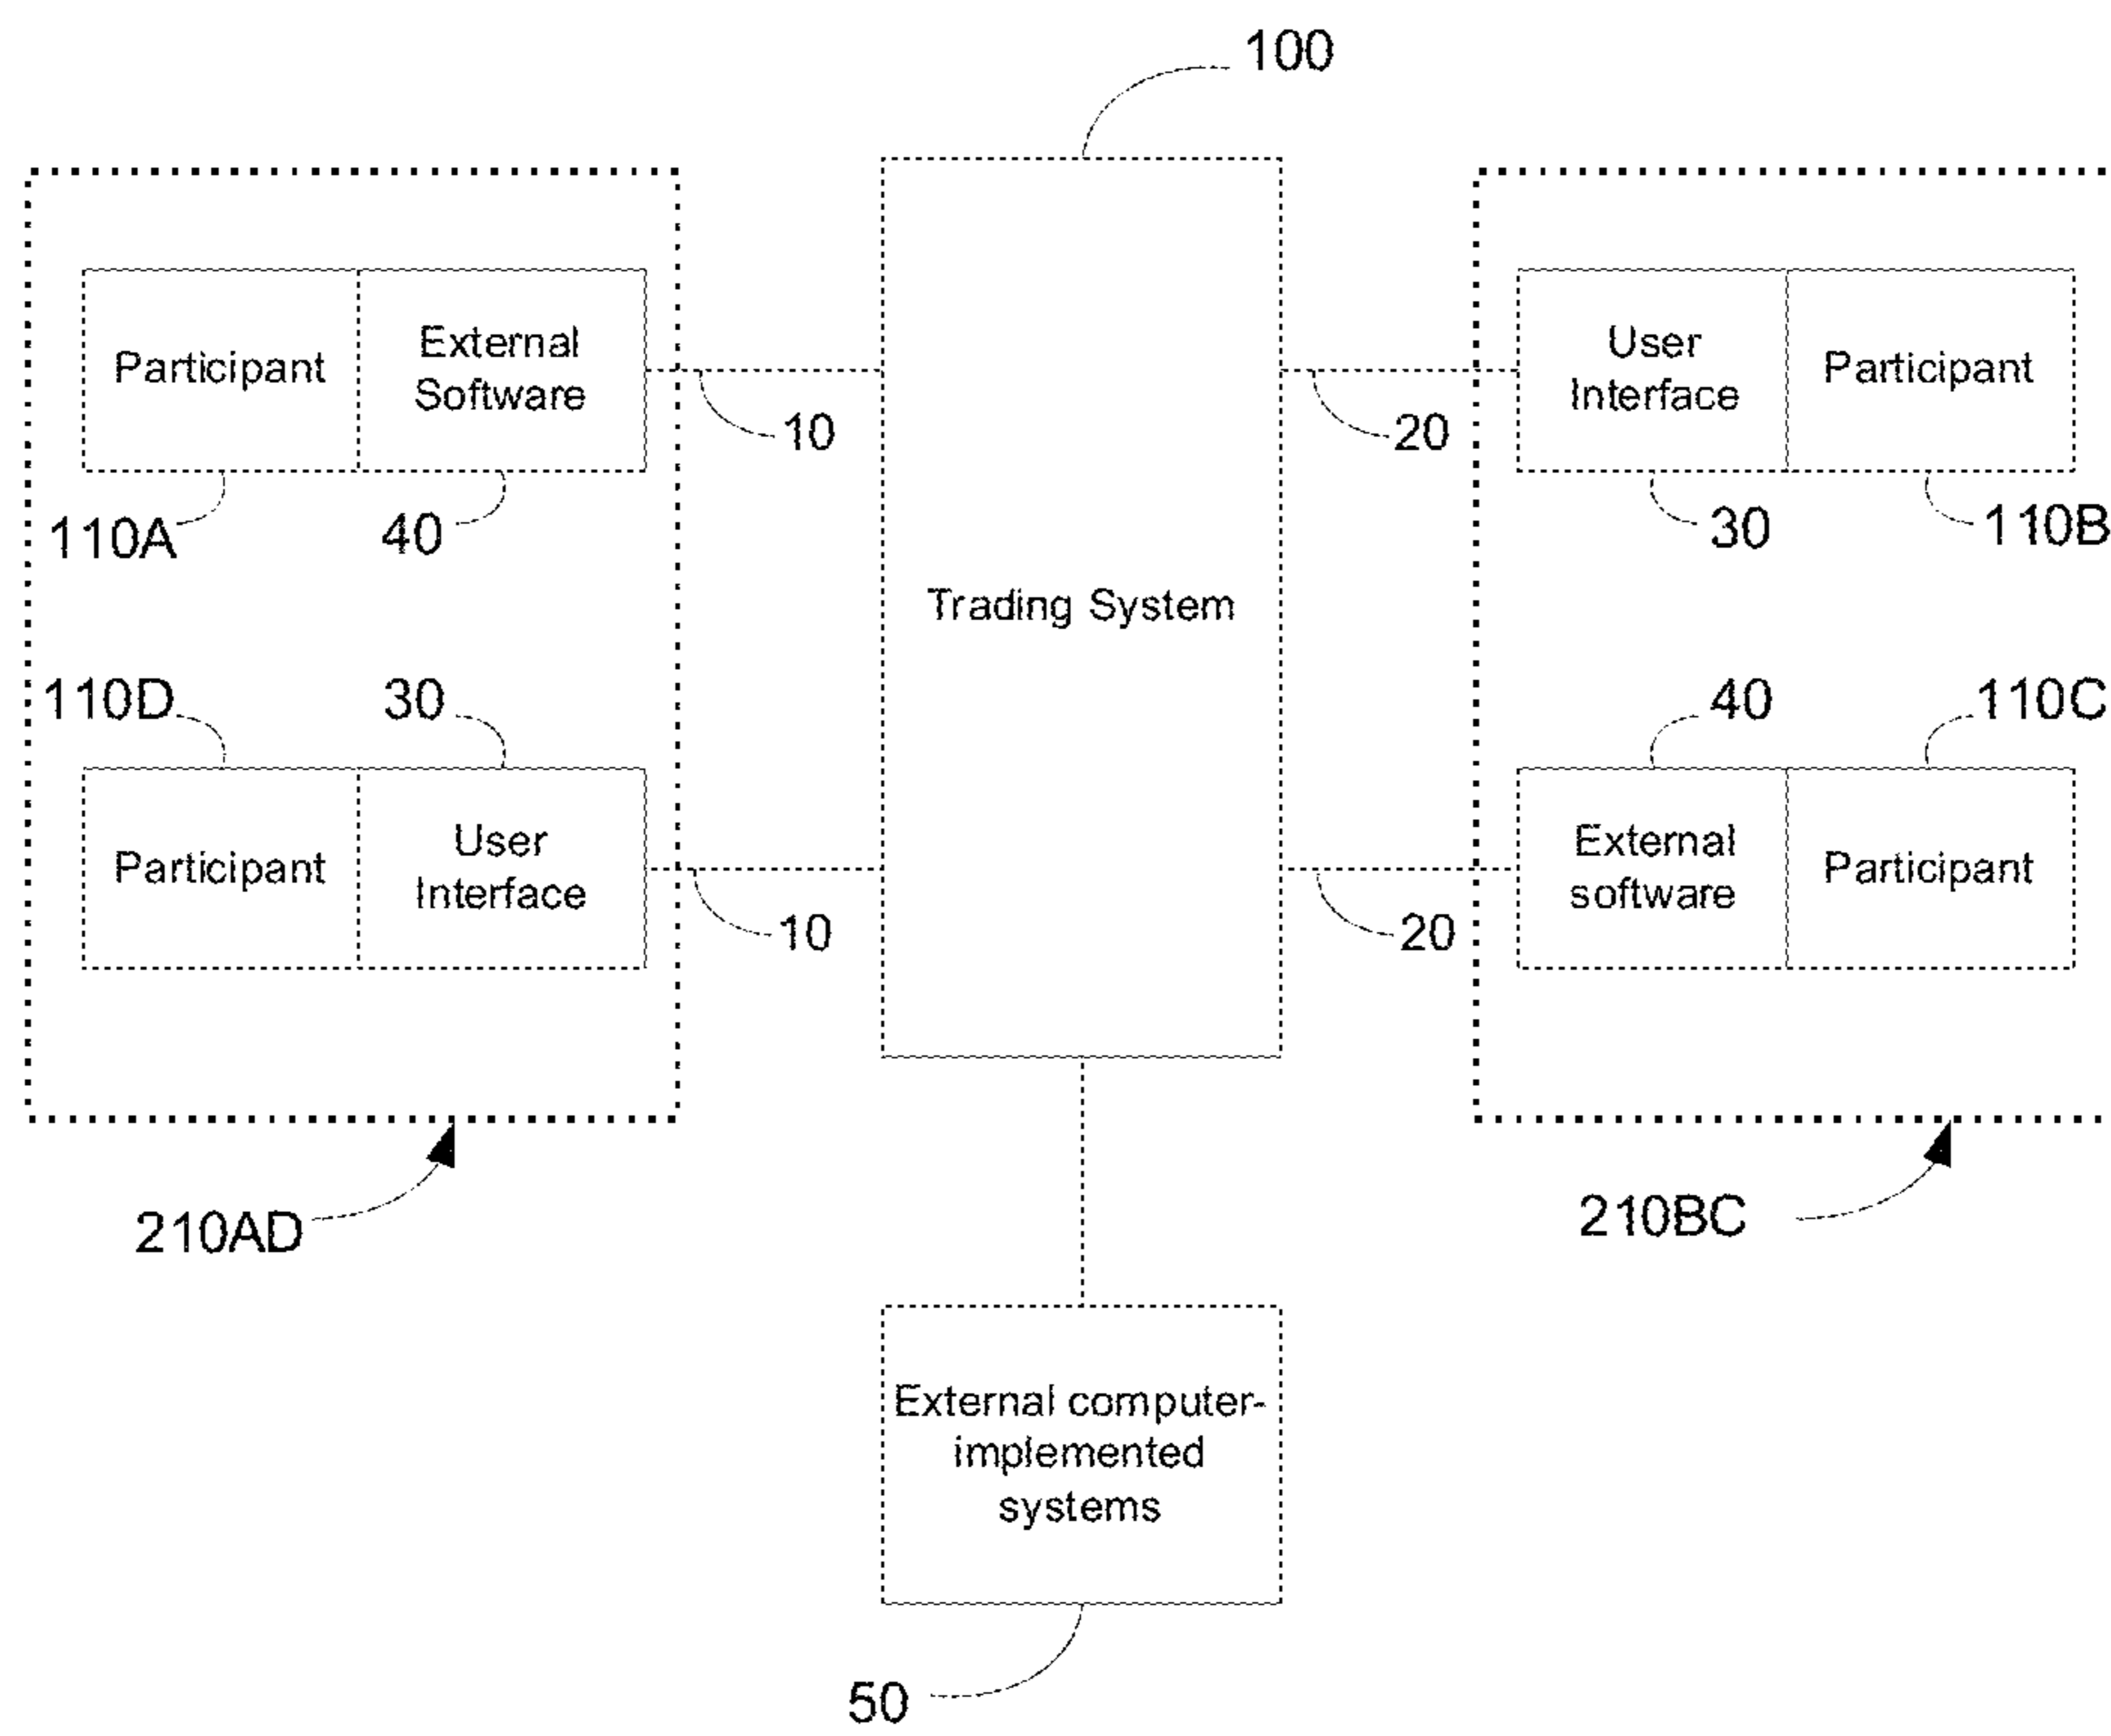 100
Participant
External
Software
10
110A
40
Trading System
20
User
Interface
Participant
30
110B
110D
30
Participant
User
Interface
10
20
40
110C
External
software
Participant
210AD
210BC
External computer-
implemented
systems
50